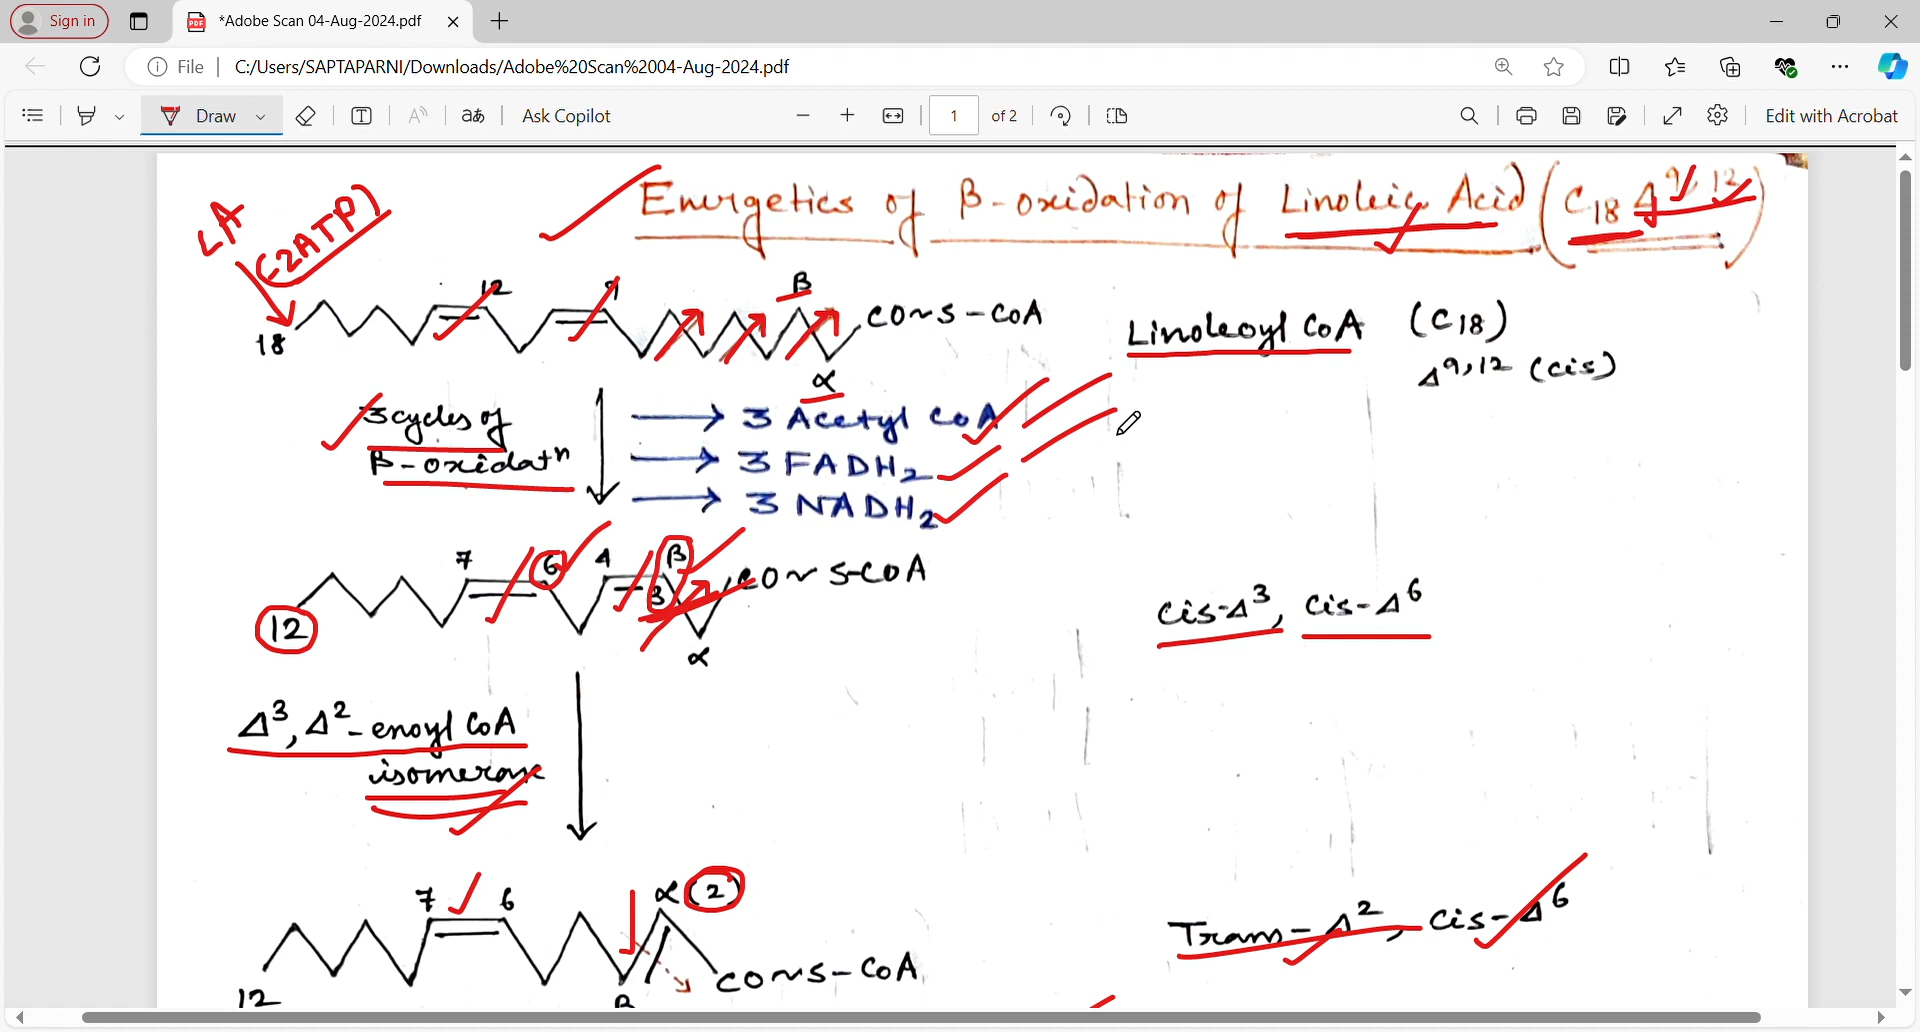 Sign in
*Adobe Scan 04-Aug-2024.pdf
File
C:/Users/SAPTAPARNI/Downloads/Adobe%20Scan%2004-Aug-2024.pdf
Draw
T
A
aあ
Ask Copilot
1 of 2
Edit with Acrobat
LA
(-2ATP)
Energetics of β-oxidation of Linoleic Acid (C18 Δ9,12)
12 9 β
18
CO~S-CoA
α
Linoleoyl CoA (C18)
Δ9,12 (cis)
3 cycles of
β-oxidatn
3 Acetyl CoA
3 FADH2
3 NADH2
7 6 4 β
3
CO~S-COA
12
α
cis-Δ3, cis-Δ6
Δ3, Δ2-enoyl CoA
isomerase
7 6 α(2)
Trans-Δ2, cis-Δ6
CO~S-CoA
12 β